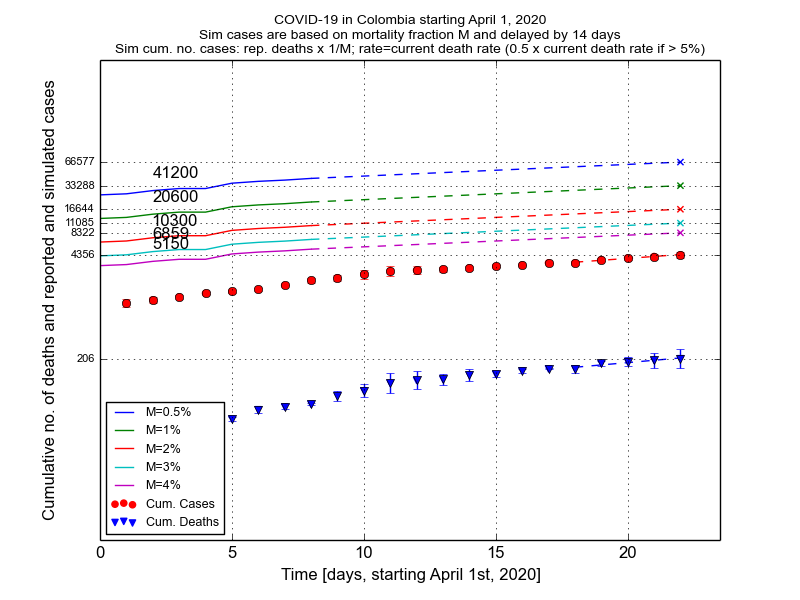 COVID-19 in Colombia starting April 1, 2020
Sim cases are based on mortality fraction M and delayed by 14 days
Sim cum. no. cases: rep. deaths x 1/M; rate=current death rate (0.5 x current death rate if > 5%)
Cumulative no. of deaths and reported and simulated cases
66577
33288
16644
11085
8322
4356
206
41200
20600
10300
6859
5150
M=0.5%
M=1%
M=2%
M=3%
M=4%
Cum. Cases
Cum. Deaths
0 5 10 15 20
Time [days, starting April 1st, 2020]